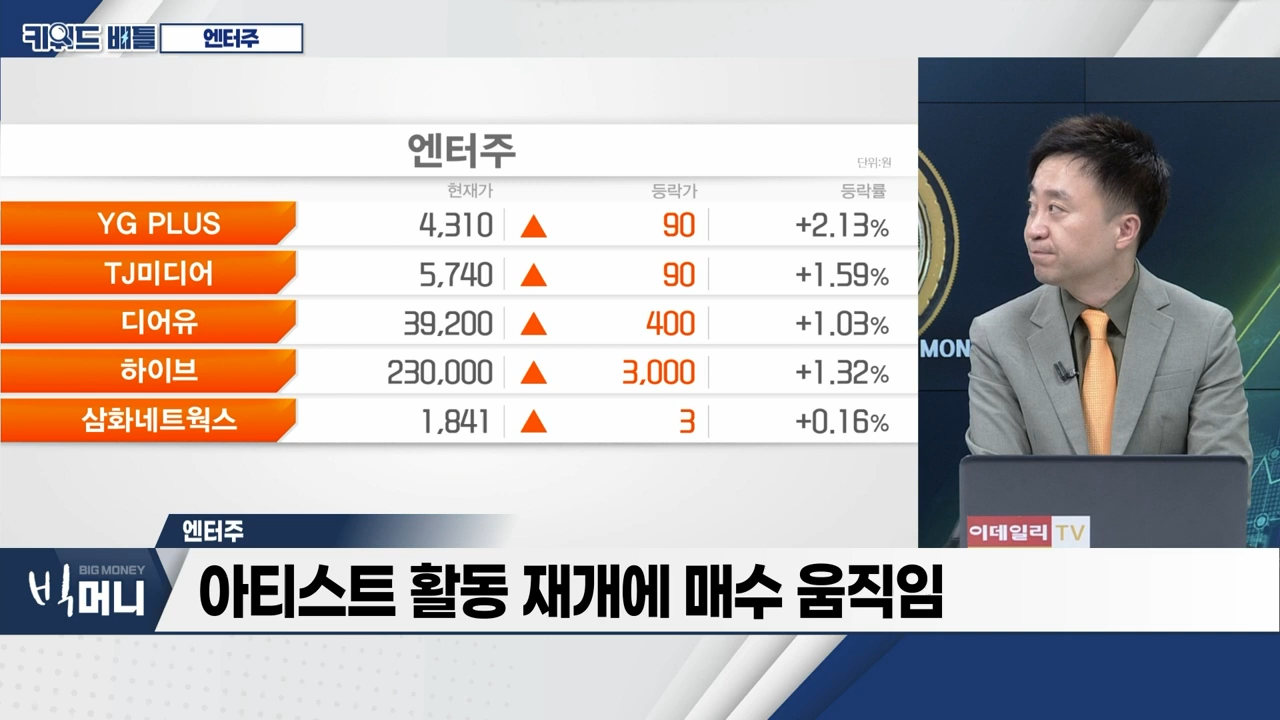 키워드 배틀
엔터주
엔터주
단위:원
현재가 등락가 등락률
YG PLUS 4,310 ▲ 90 +2.13%
TJ미디어 5,740 ▲ 90 +1.59%
디어유 39,200 ▲ 400 +1.03%
하이브 230,000 ▲ 3,000 +1.32%
삼화네트웍스 1,841 ▲ 3 +0.16%
MON
이데일리TV
엔터주
BIG MONEY
빅머니
아티스트 활동 재개에 매수 움직임